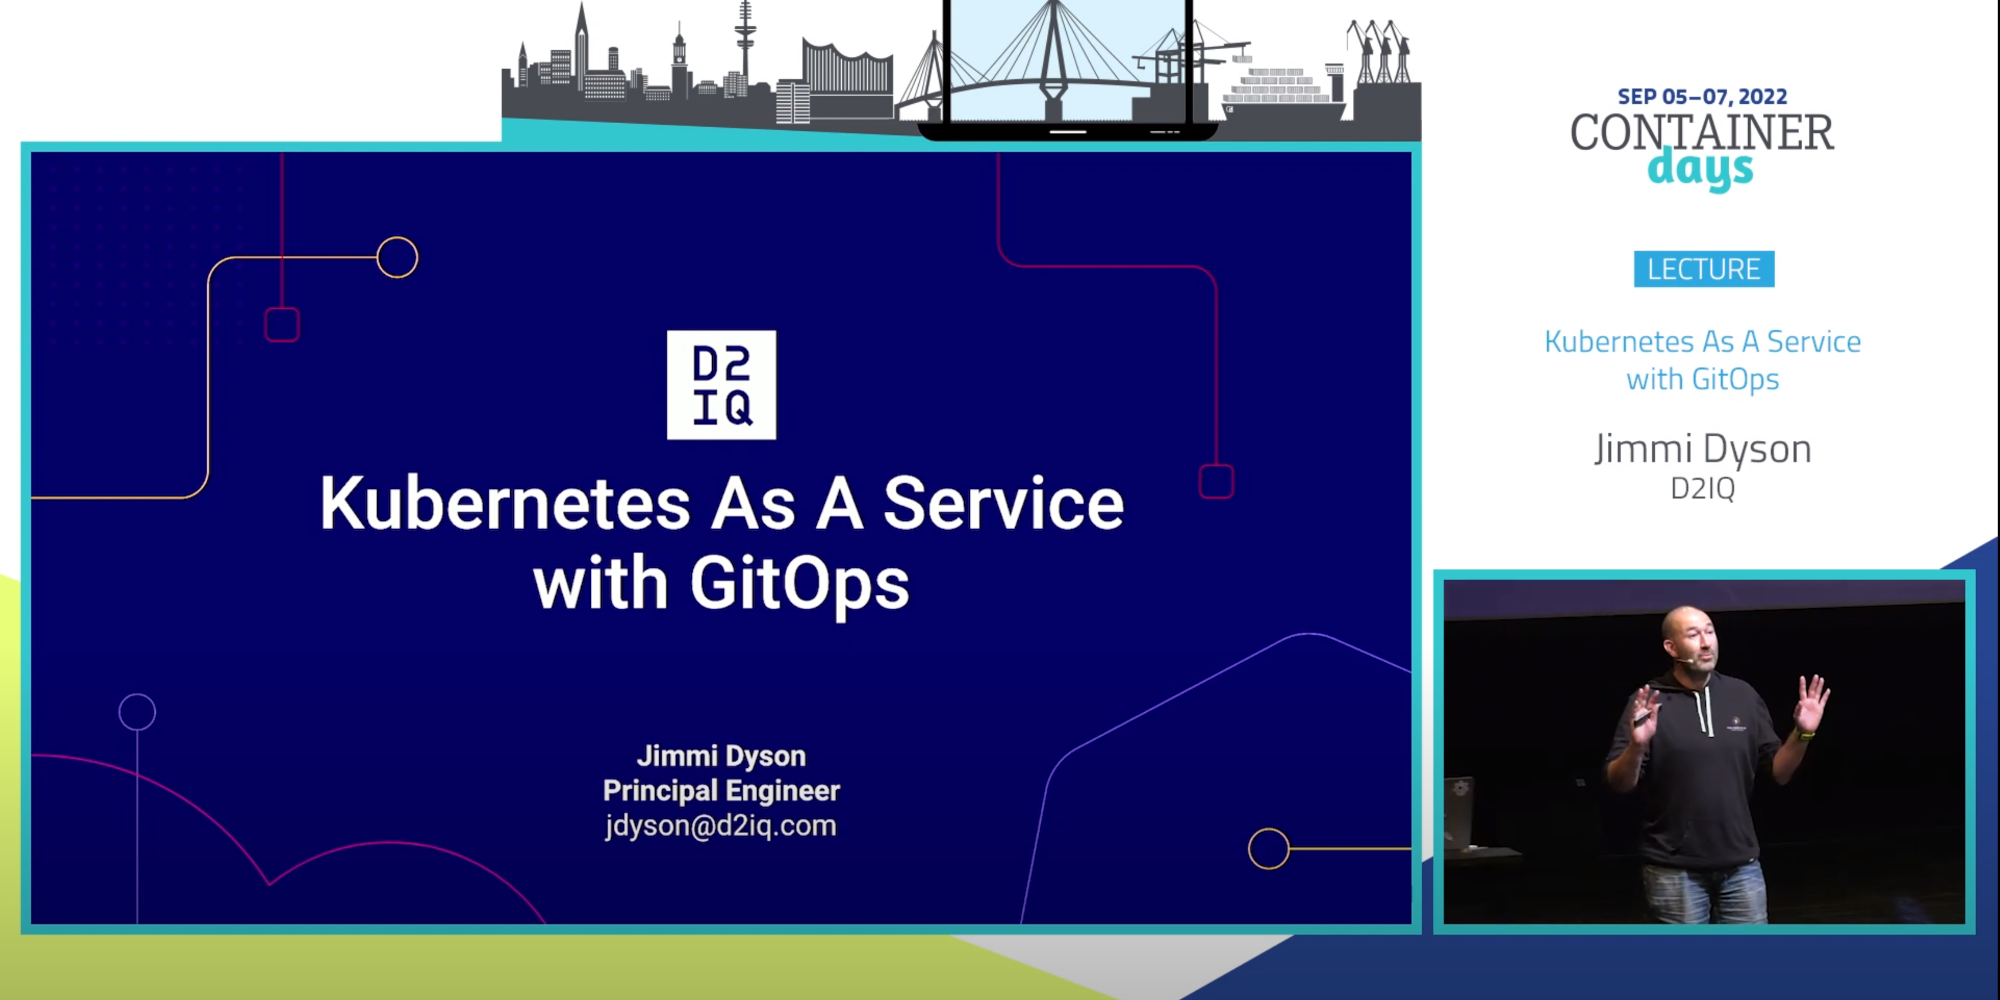 SEP 05–07, 2022
CONTAINER
days
LECTURE
Kubernetes As A Service
with GitOps
Jimmi Dyson
D2IQ
D2
IQ
Kubernetes As A Service
with GitOps
Jimmi Dyson
Principal Engineer
jdyson@d2iq.com